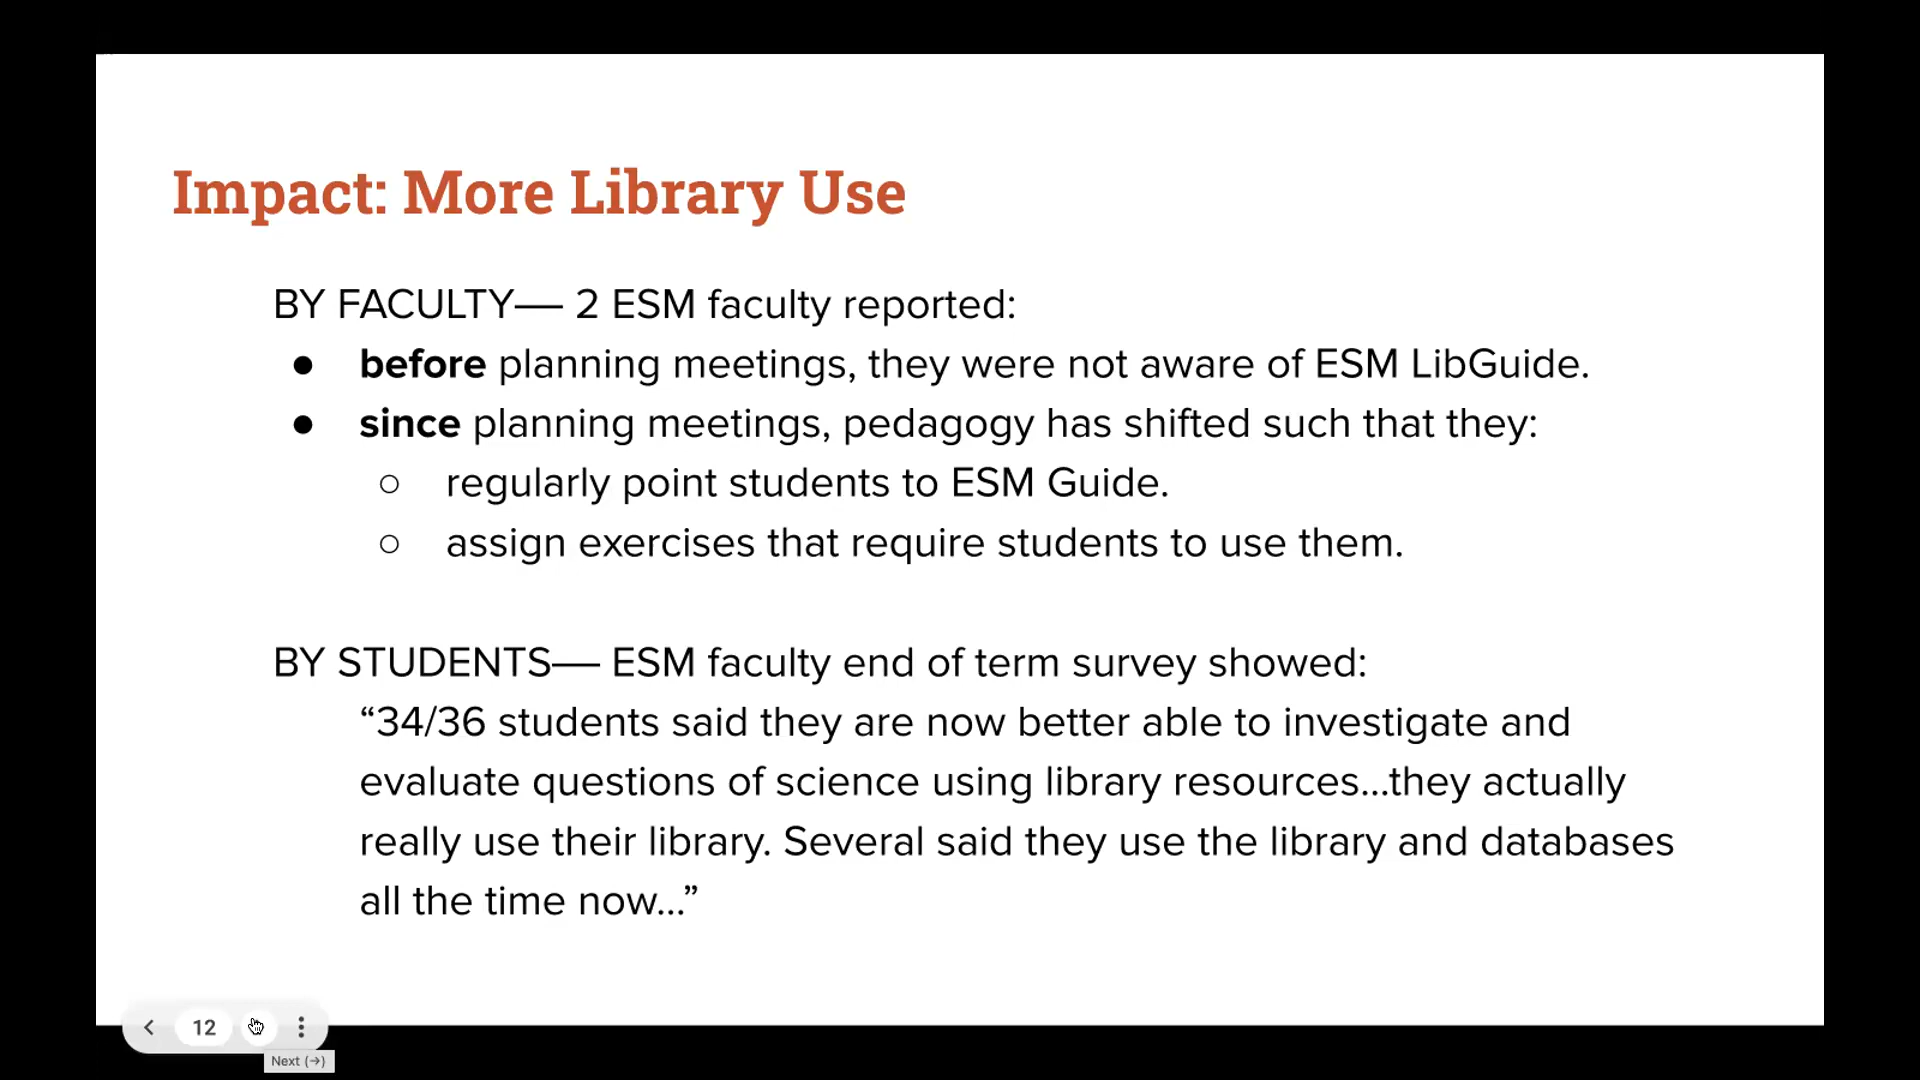 Impact: More Library Use
BY FACULTY— 2 ESM faculty reported:
● before planning meetings, they were not aware of ESM LibGuide.
● since planning meetings, pedagogy has shifted such that they:
○ regularly point students to ESM Guide.
○ assign exercises that require students to use them.
BY STUDENTS— ESM faculty end of term survey showed:
“34/36 students said they are now better able to investigate and
evaluate questions of science using library resources...they actually
really use their library. Several said they use the library and databases
all the time now...”
12
Next (→)